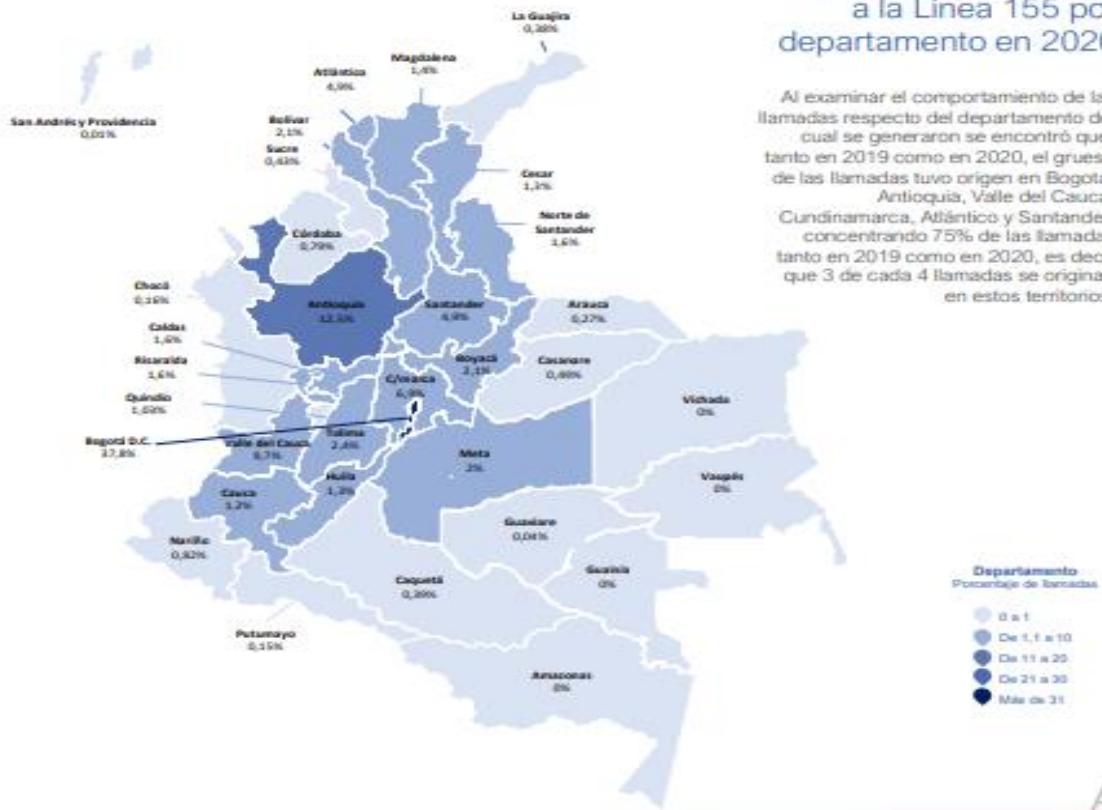 a la Línea 155 po
departamento en 2020
Al examinar el comportamiento de la
llamadas respecto del departamento de
cual se generaron se encontró que
tanto en 2019 como en 2020, el grues
de las llamadas tuvo origen en Bogotá
Antioquia, Valle del Cauca
Cundinamarca, Atlántico y Santande
concentrando 75% de las llamada
tanto en 2019 como en 2020, es deci
que 3 de cada 4 llamadas se origina
en estos territorios
La Guajira
0,38%
Magdalena
1,4%
Atlántico
4,9%
San Andrés y Providencia
0,01%
Bolívar
2,1%
Sucre
0,43%
Cesar
1,3%
Norte de
Santander
1,6%
Córdoba
0,79%
Chocó
0,16%
Antioquia
12,5%
Santander
4,9%
Arauca
0,27%
Caldas
1,6%
Risaralda
1,6%
Boyacá
2,1%
Casanare
0,48%
C/marca
6,9%
Quindío
1,03%
Vichada
0%
Bogotá D.C.
37,8%
Valle del Cauca
8,7%
Tolima
2,4%
Meta
2%
Huila
1,3%
Vaupés
0%
Cauca
1,2%
Guaviare
0,04%
Nariño
0,82%
Guainía
0%
Caquetá
0,39%
Putumayo
0,15%
Amazonas
0%
Departamento
Porcentaje de llamadas
0 a 1
De 1,1 a 10
De 11 a 20
De 21 a 30
Más de 31